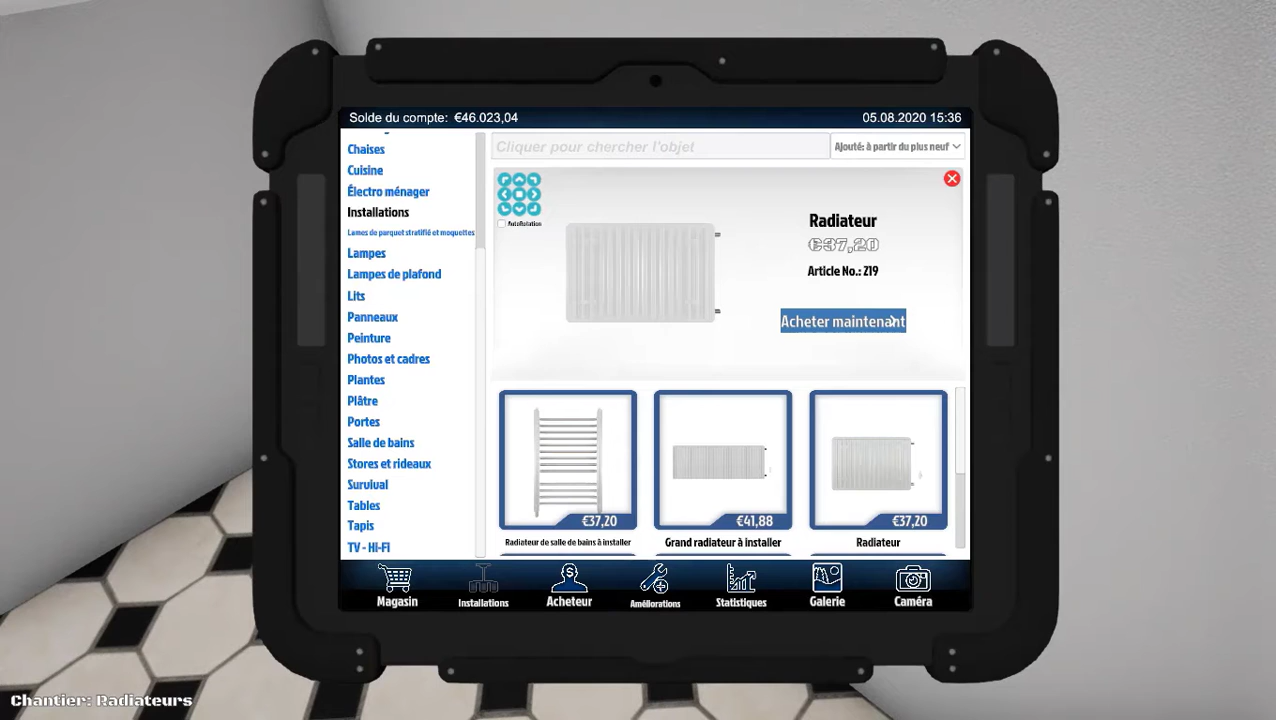 Solde du compte: €46.023,04
05.08.2020 15:36
Chaises
Cuisine
Électro ménager
Installations
Lames de parquet stratifié et moquettes
Lampes
Lampes de plafond
Lits
Panneaux
Peinture
Photos et cadres
Plantes
Plâtre
Portes
Salle de bains
Stores et rideaux
Survival
Tables
Tapis
TV - HI-FI
Cliquer pour chercher l'objet
Ajouté: à partir du plus neuf
AutoRotation
Radiateur
€37,20
Article No.: Z19
Acheter maintenant
€37,20
€41,88
€37,20
Radiateur de salle de bains à installer
Grand radiateur à installer
Radiateur
Magasin
Installations
Acheteur
Améliorations
Statistiques
Galerie
Caméra
Chantier: Radiateurs